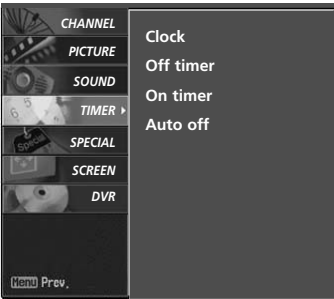 CHANNEL
PICTURE
SOUND
TIMER
SPECIAL
SCREEN
DVR
Menu Prev.
Clock
Off timer
On timer
Auto off